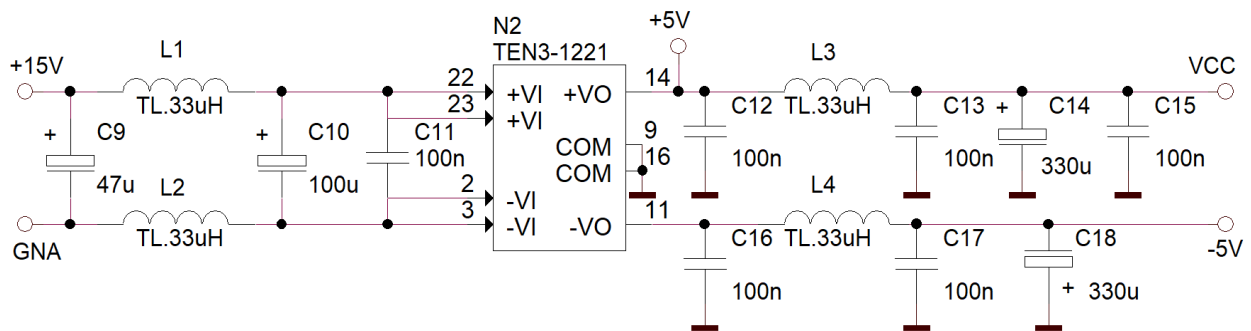 N2
TEN3-1221
+5V
+15V
L1
TL.33uH
22
23
+VI
+VI
+VO
14
L3
TL.33uH
VCC
C9
47u
C10
100u
C11
100n
COM
COM
9
16
C12
100n
C13
100n
C14
330u
C15
100n
GNA
L2
TL.33uH
2
3
-VI
-VI
-VO
11
L4
TL.33uH
-5V
C16
100n
C17
100n
C18
330u
+
+
+
+